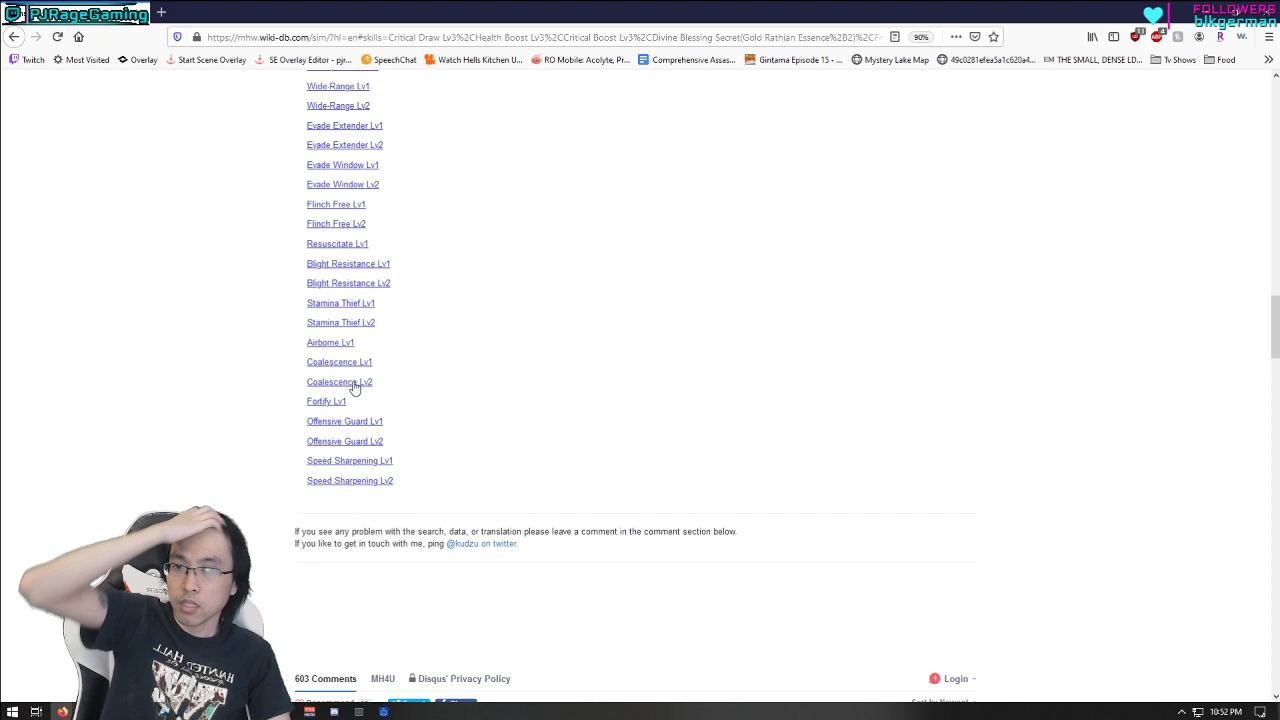 PJRageGaming
FOLLOWERS
blkgerman
https://mhw.wiki-db.com/sim/?hl=en#skills=Critical Draw Lv3%2CHealth Boost Lv3%2CCritical Boost Lv3%2CDivine Blessing Secret(Gold Rathian Essence%2B2)%2CFr
90%
Twitch
Most Visited
Overlay
Start Scene Overlay
SE Overlay Editor - pjr...
SpeechChat
Watch Hells Kitchen U...
RO Mobile: Acolyte, Pr...
Comprehensive Assas...
Gintama Episode 15 - ...
Mystery Lake Map
49c0281efea5a1c620a4...
EM THE SMALL, DENSE LD...
Tv Shows
Food
Wide-Range Lv1
Wide-Range Lv2
Evade Extender Lv1
Evade Extender Lv2
Evade Window Lv1
Evade Window Lv2
Flinch Free Lv1
Flinch Free Lv2
Resuscitate Lv1
Blight Resistance Lv1
Blight Resistance Lv2
Stamina Thief Lv1
Stamina Thief Lv2
Airborne Lv1
Coalescence Lv1
Coalescence Lv2
Fortify Lv1
Offensive Guard Lv1
Offensive Guard Lv2
Speed Sharpening Lv1
Speed Sharpening Lv2
If you see any problem with the search, data, or translation please leave a comment in the comment section below.
If you like to get in touch with me, ping @kudzu on twitter.
603 Comments
MH4U
Disqus' Privacy Policy
1
Login
10:52 PM